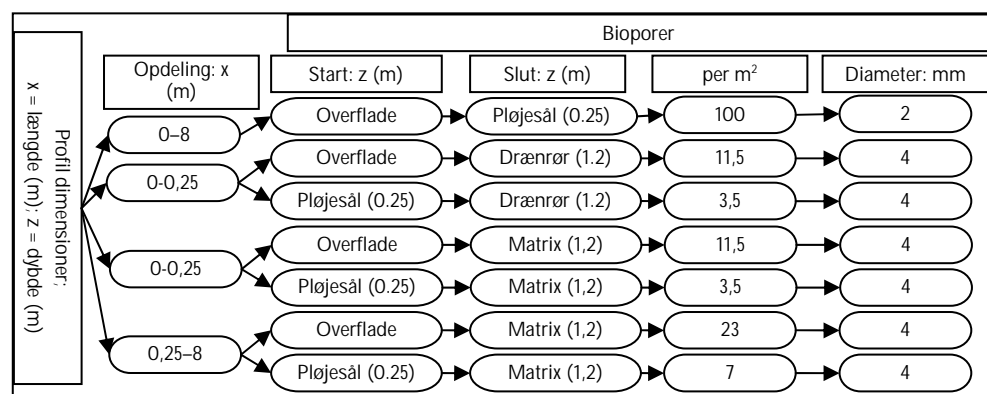 Profil dimensioner;
x = længde (m); z = dybde (m)
Bioporer
Opdeling: x
(m)
Start: z (m)
Slut: z (m)
per m²
Diameter: mm
0–8
Overflade
Pløjesål (0.25)
100
2
0-0,25
Overflade
Drænrør (1.2)
11,5
4
Pløjesål (0.25)
Drænrør (1.2)
3,5
4
0-0,25
Overflade
Matrix (1,2)
11,5
4
Pløjesål (0.25)
Matrix (1,2)
3,5
4
0,25–8
Overflade
Matrix (1,2)
23
4
Pløjesål (0.25)
Matrix (1,2)
7
4